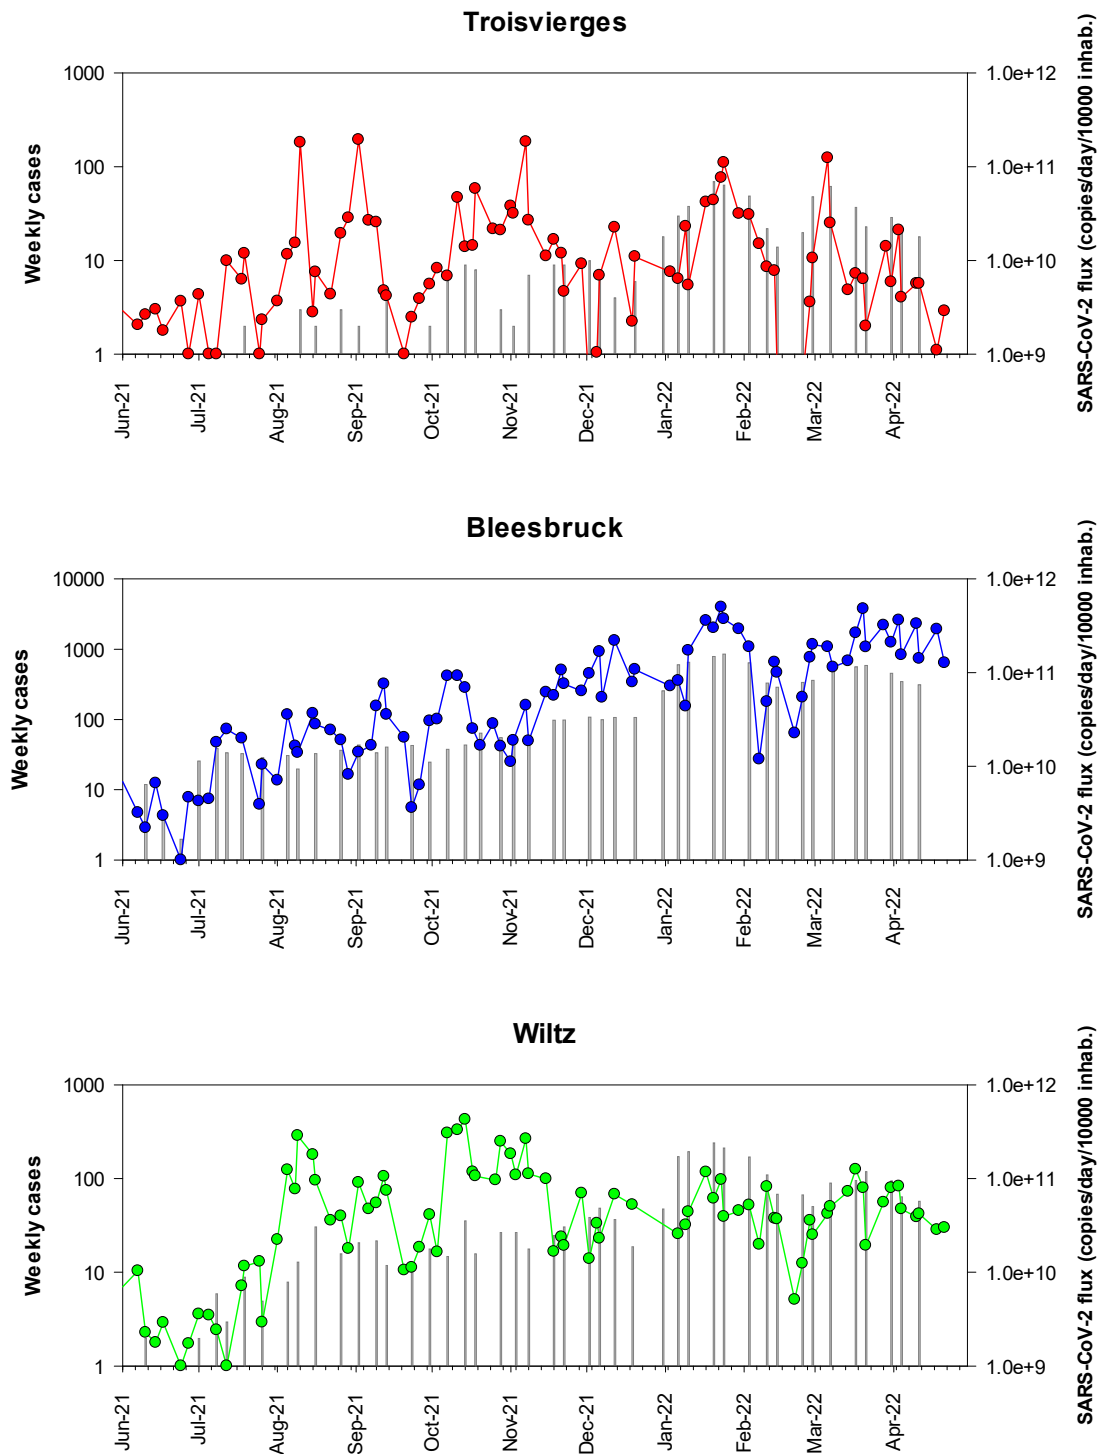 Troisvierges
Weekly cases
1000
100
10
1
1.0e+12
1.0e+11
1.0e+10
1.0e+9
SARS-CoV-2 flux (copies/day/10000 inhab.)
Jun-21
Jul-21
Aug-21
Sep-21
Oct-21
Nov-21
Dec-21
Jan-22
Feb-22
Mar-22
Apr-22
Bleesbruck
Weekly cases
10000
1000
100
10
1
1.0e+12
1.0e+11
1.0e+10
1.0e+9
SARS-CoV-2 flux (copies/day/10000 inhab.)
Jun-21
Jul-21
Aug-21
Sep-21
Oct-21
Nov-21
Dec-21
Jan-22
Feb-22
Mar-22
Apr-22
Wiltz
Weekly cases
1000
100
10
1
1.0e+12
1.0e+11
1.0e+10
1.0e+9
SARS-CoV-2 flux (copies/day/10000 inhab.)
Jun-21
Jul-21
Aug-21
Sep-21
Oct-21
Nov-21
Dec-21
Jan-22
Feb-22
Mar-22
Apr-22